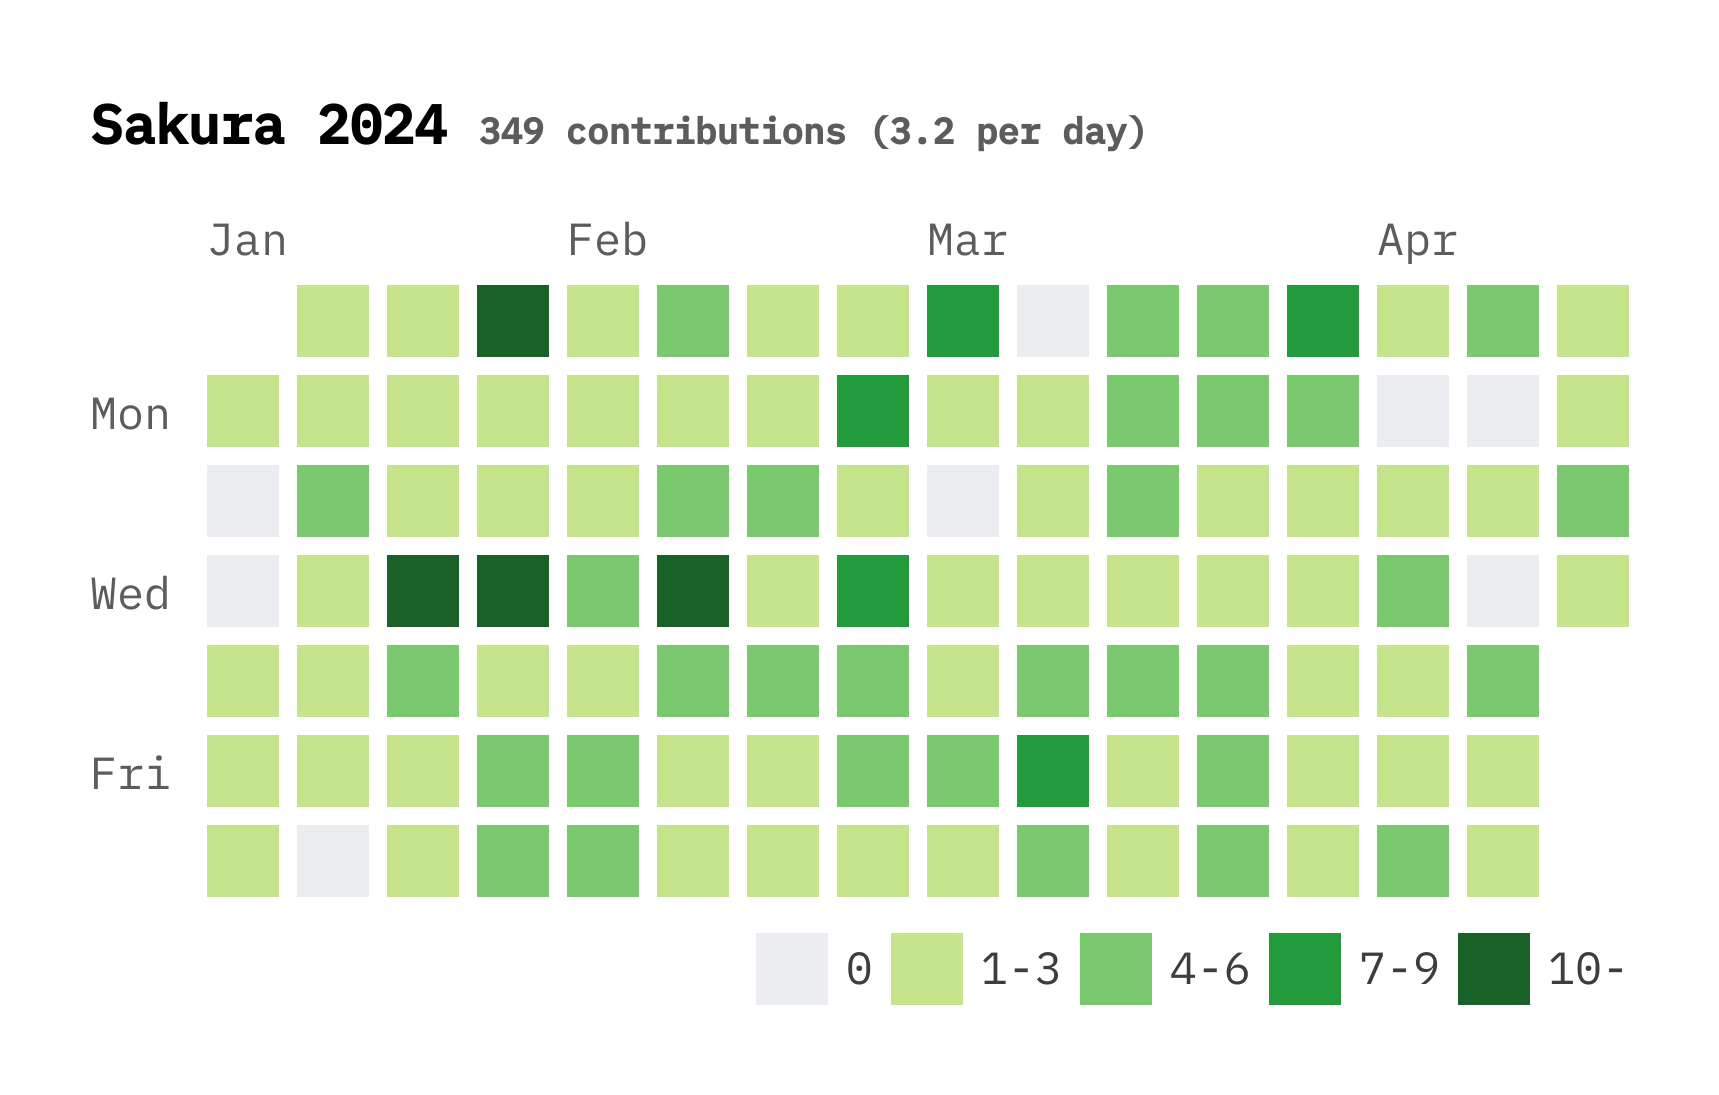 Sakura 2024 349 contributions (3.2 per day)
Jan Feb Mar Apr
Mon
Wed
Fri
0 1-3 4-6 7-9 10-